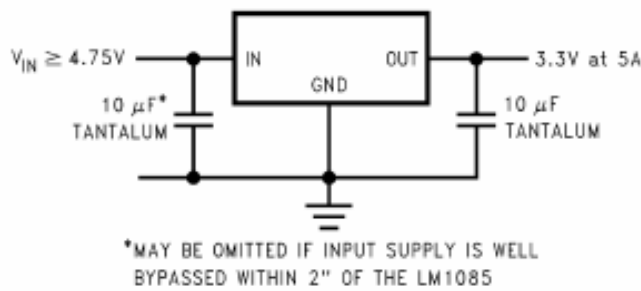 V_IN ≥ 4.75V
IN
OUT
3.3V at 5A
GND
10 μF*
TANTALUM
10 μF
TANTALUM
*MAY BE OMITTED IF INPUT SUPPLY IS WELL
BYPASSED WITHIN 2" OF THE LM1085